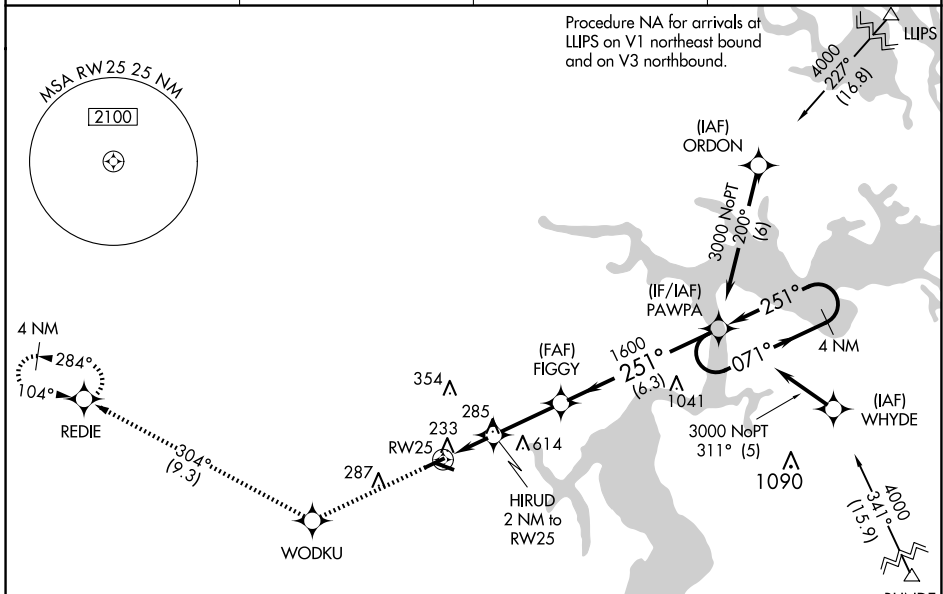 Procedure NA for arrivals at
LLIPS on V1 northeast bound
and on V3 northbound.
LLIPS
4000
227°
(16.8)
MSA RW 25 25 NM
2100
(IAF)
ORDON
3000 NoPT
200°
(6)
(IF/IAF)
PAWPA
251°
071°
4 NM
1600
251°
(6.3)
(FAF)
FIGGY
1041
(IAF)
WHYDE
3000 NoPT
311° (5)
1090
4000
341°
(15.9)
4 NM
284°
104°
REDIE
354
285
233
RW25
614
287
HIRUD
2 NM to
RW25
304°
(9.3)
WODKU